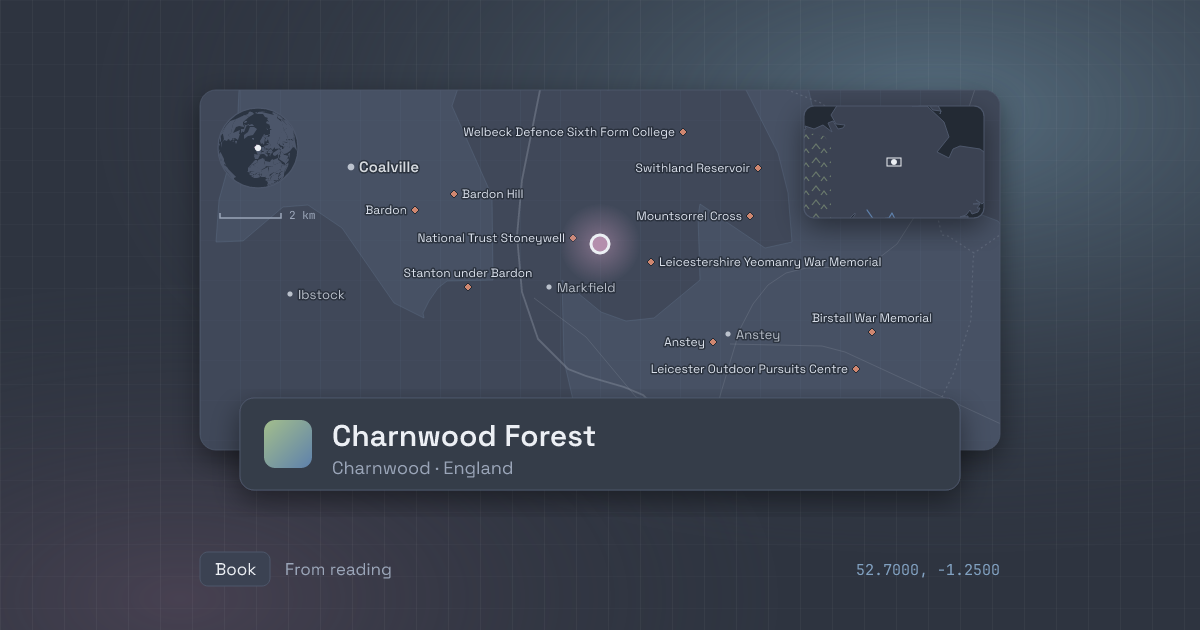 Welbeck Defence Sixth Form College
Coalville
Swithland Reservoir
Bardon Hill
Bardon
2 km
Mountsorrel Cross
National Trust Stoneywell
Leicestershire Yeomanry War Memorial
Stanton under Bardon
Markfield
Ibstock
Birstall War Memorial
Anstey
Anstey
Leicester Outdoor Pursuits Centre
Charnwood Forest
Charnwood · England
Book
From reading
52.7000, -1.2500